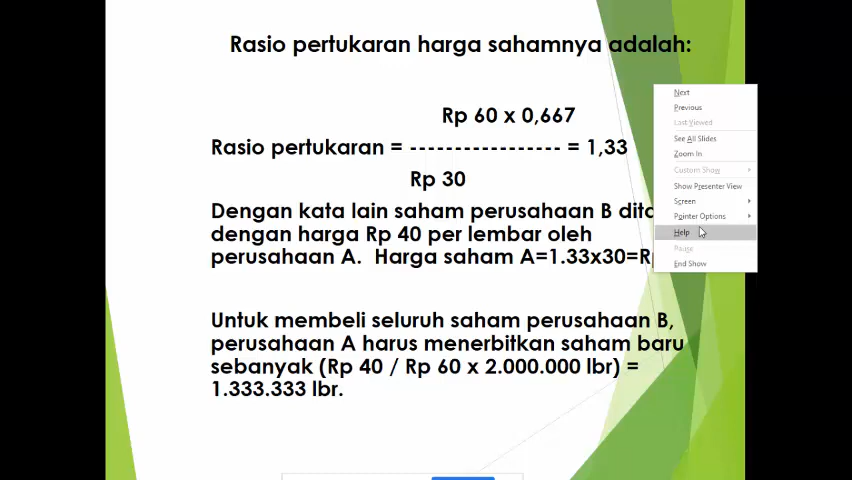 Rasio pertukaran harga sahamnya adalah:
Rp 60 x 0,667
Rasio pertukaran = ----------------- = 1,33
Rp 30
Dengan kata lain saham perusahaan B
dengan harga Rp 40 per lembar oleh
perusahaan A. Harga saham A=1.33x30=
Untuk membeli seluruh saham perusahaan B,
perusahaan A harus menerbitkan saham baru
sebanyak (Rp 40 / Rp 60 x 2.000.000 lbr) =
1.333.333 lbr.
Next
Previous
Last Viewed
See All Slides
Zoom In
Custom Show
Show Presenter View
Screen
Pointer Options
Help
Pause
End Show